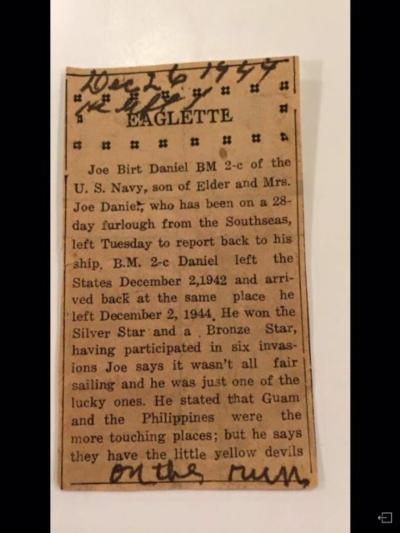 Dec 26 1944
he left
EAGLETTE
Joe Birt Daniel BM 2-c of the
U. S. Navy, son of Elder and Mrs.
Joe Daniel, who has been on a 28-
day furlough from the Southseas,
left Tuesday to report back to his
ship. B.M. 2-c Daniel left the
States December 2,1942 and arri-
ved back at the same place he
left December 2, 1944. He won the
Silver Star and a Bronze Star,
having participated in six invas-
ions Joe says it wasn't all fair
sailing and he was just one of the
lucky ones. He stated that Guam
and the Philippines were the
more touching places; but he says
they have the little yellow devils
on the run